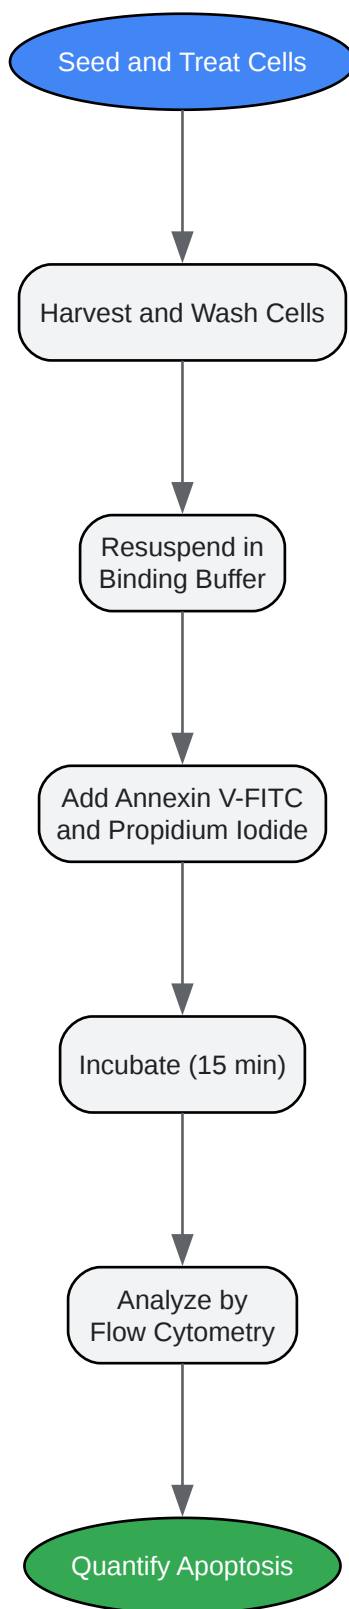 Seed and Treat Cells
Harvest and Wash Cells
Resuspend in
Binding Buffer
Add Annexin V-FITC
and Propidium Iodide
Incubate (15 min)
Analyze by
Flow Cytometry
Quantify Apoptosis